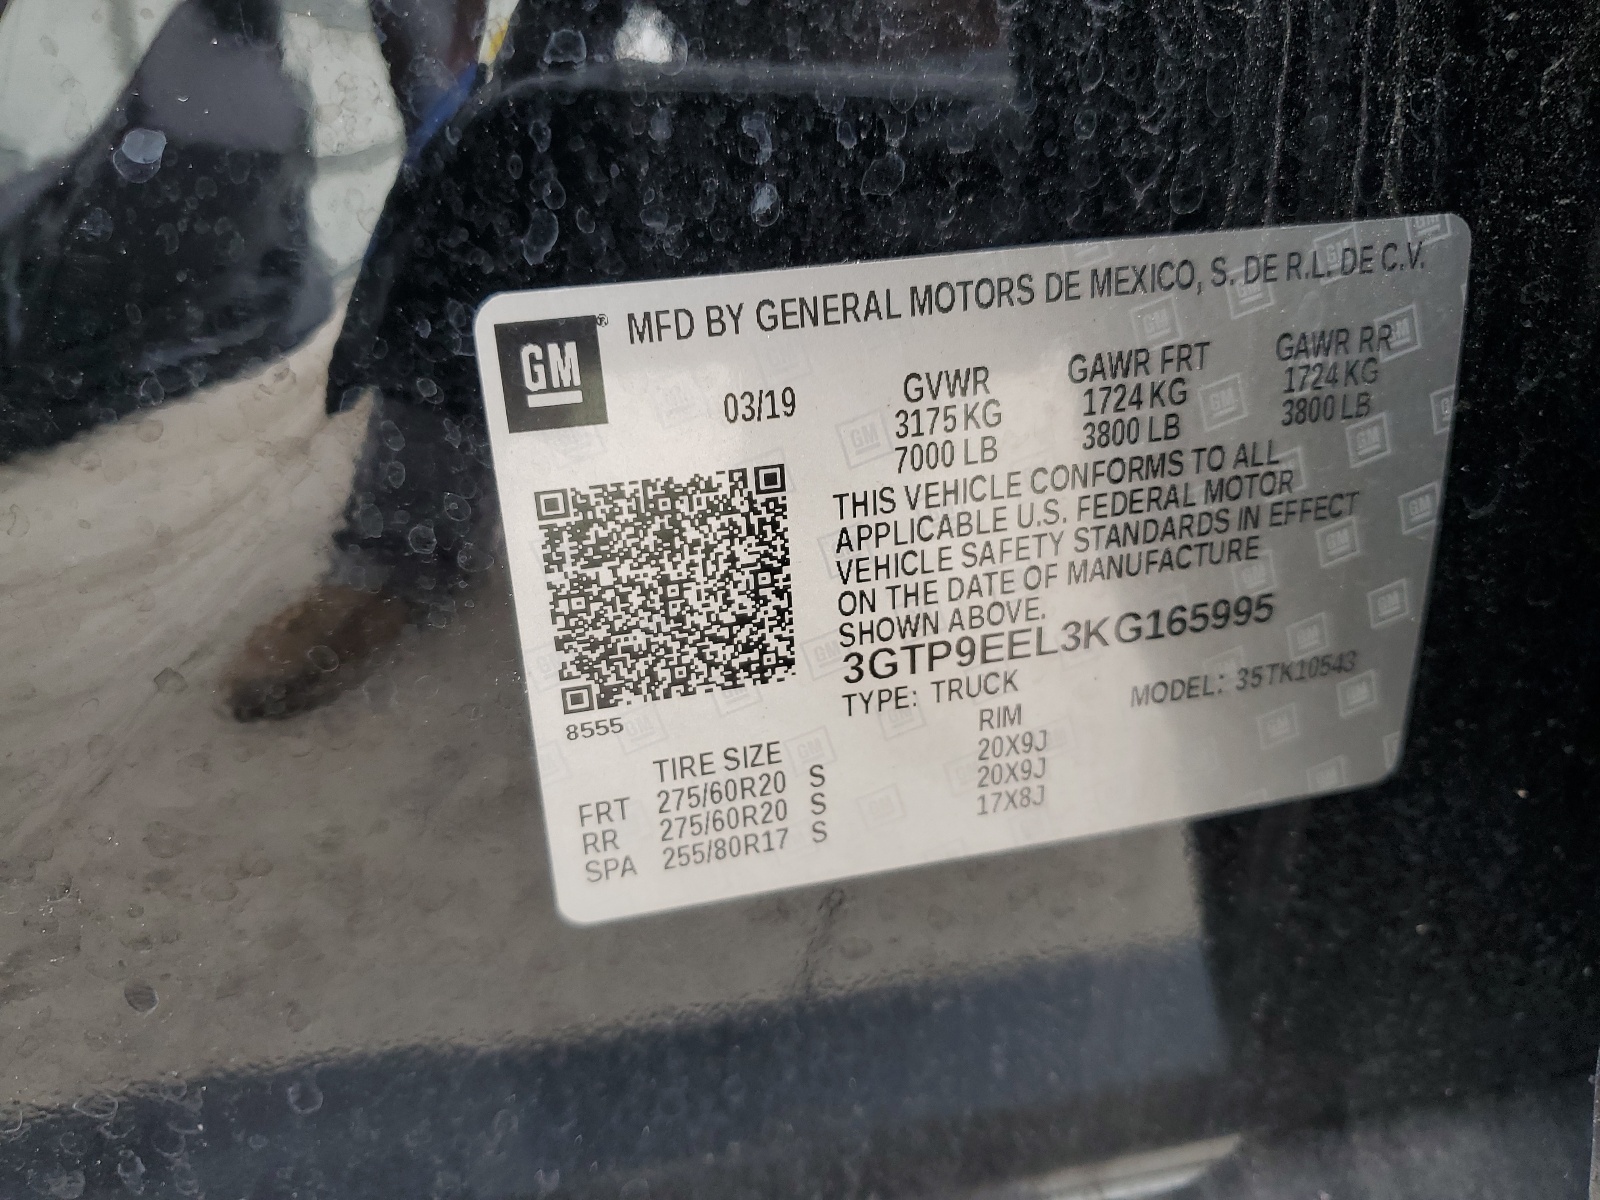 GM® MFD BY GENERAL MOTORS DE MEXICO, S. DE R.L. DE C.V.
03/19 GVWR GAWR FRT GAWR RR
3175 KG 1724 KG 1724 KG
7000 LB 3800 LB 3800 LB
THIS VEHICLE CONFORMS TO ALL
APPLICABLE U.S. FEDERAL MOTOR
VEHICLE SAFETY STANDARDS IN EFFECT
ON THE DATE OF MANUFACTURE
SHOWN ABOVE.
3GTP9EEL3KG165995
TYPE: TRUCK MODEL: 35TK10543
8555
TIRE SIZE RIM
FRT 275/60R20 S 20X9J
RR 275/60R20 S 20X9J
SPA 255/80R17 S 17X8J